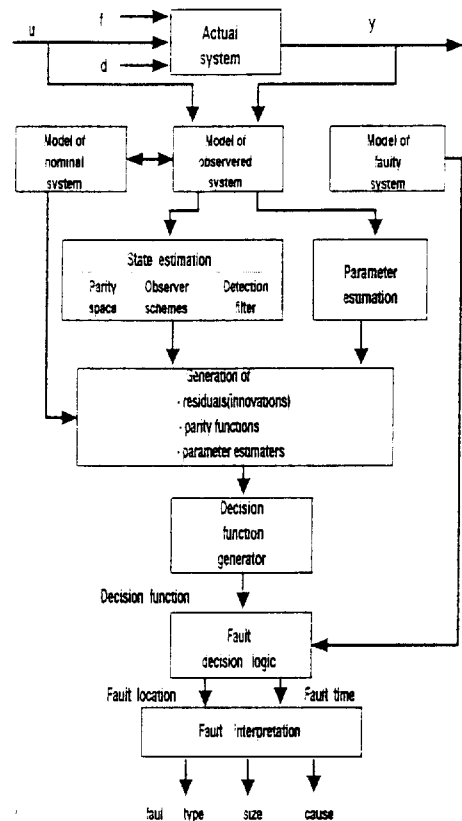 f
u
Actual
system
y
d
Model of
nominal
system
Model of
observered
system
Model of
faulty
system
State estimation
Parity
space
Observer
schemes
Detection
filter
Parameter
estimation
Generation of
- residuals(innovations)
- parity functions
- parameter estimaters
Decision
function
generator
Decision function
Fault
decision logic
Fault location
Fault time
Fault interpretation
faul type size cause